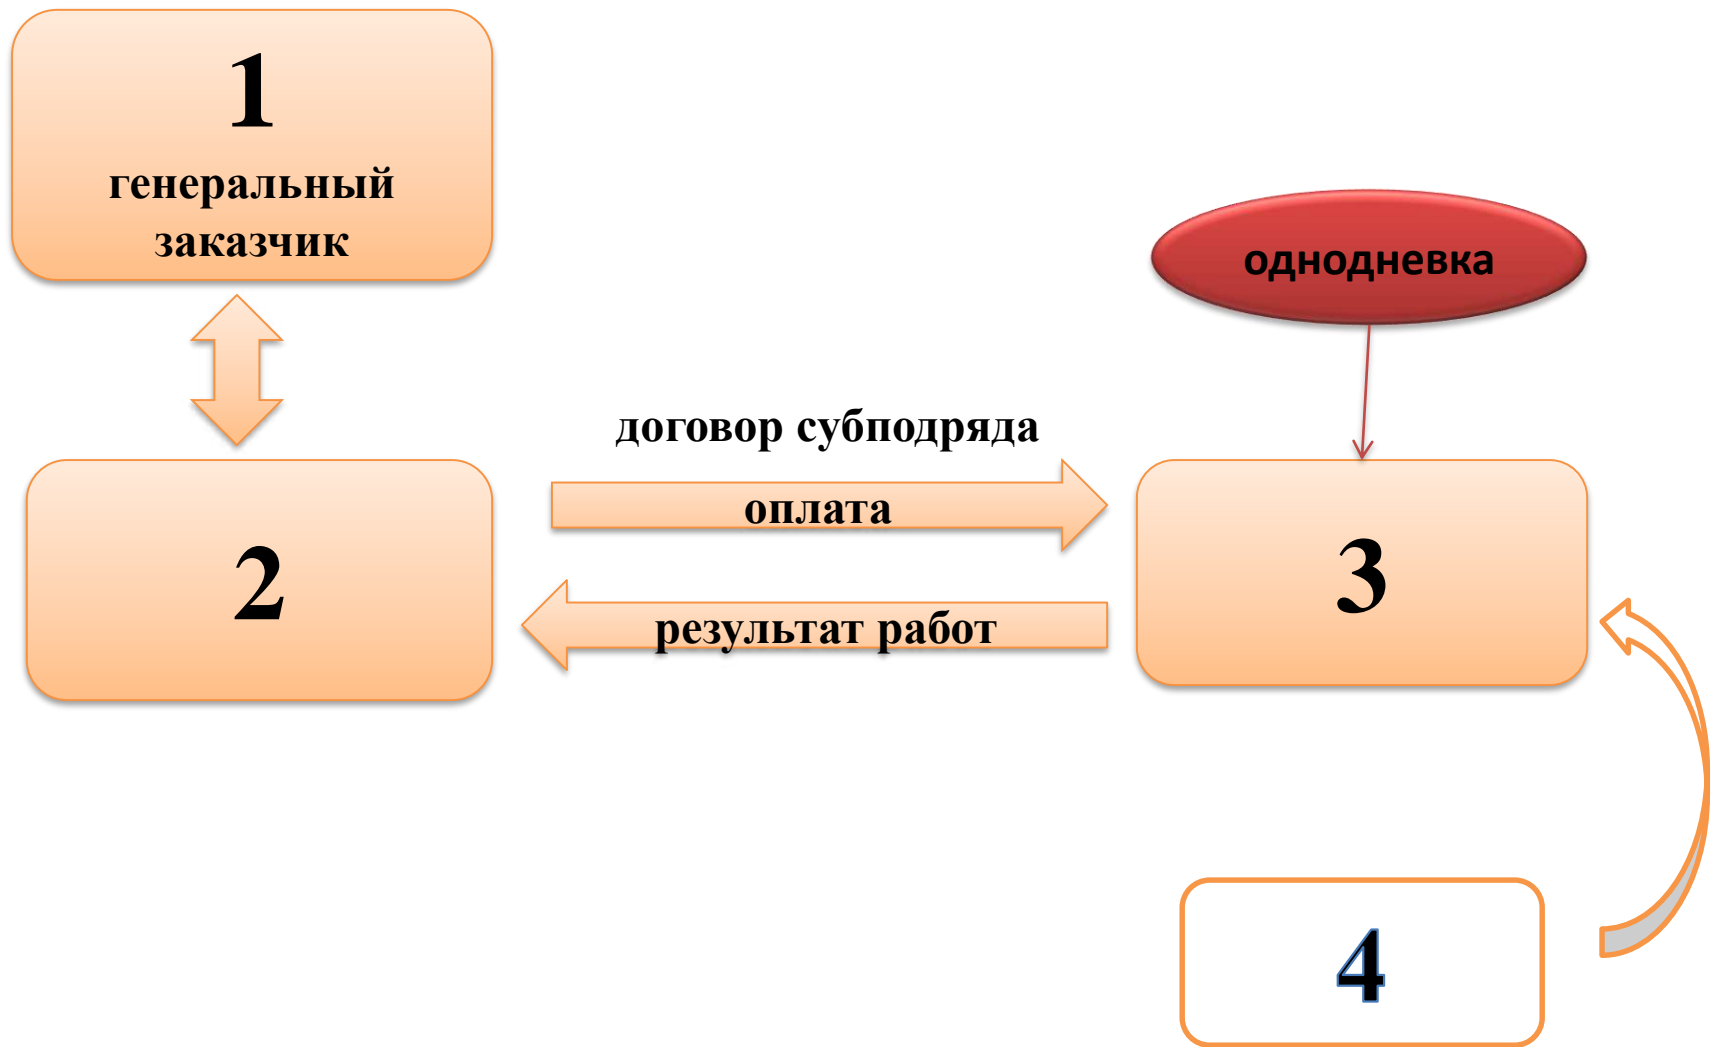 1
генеральный
заказчик
однодневка
договор субподряда
оплата
2
3
результат работ
4